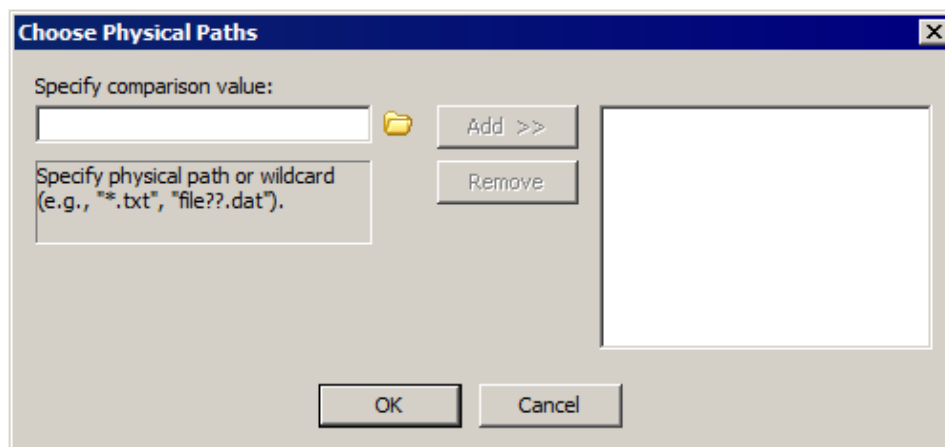 Choose Physical Paths
Specify comparison value:
Add >>
Specify physical path or wildcard
(e.g., "*.txt", "file??.dat").
Remove
OK
Cancel